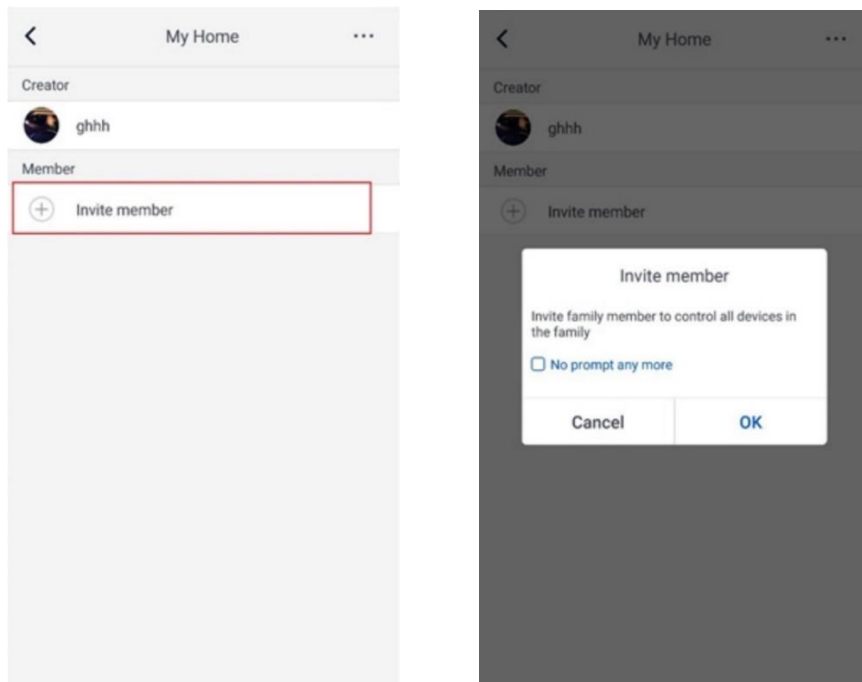 My Home
Creator
ghhh
Member
Invite member
My Home
Creator
ghhh
Member
Invite member
Invite member
Invite family member to control all devices in
the family
No prompt any more
Cancel OK